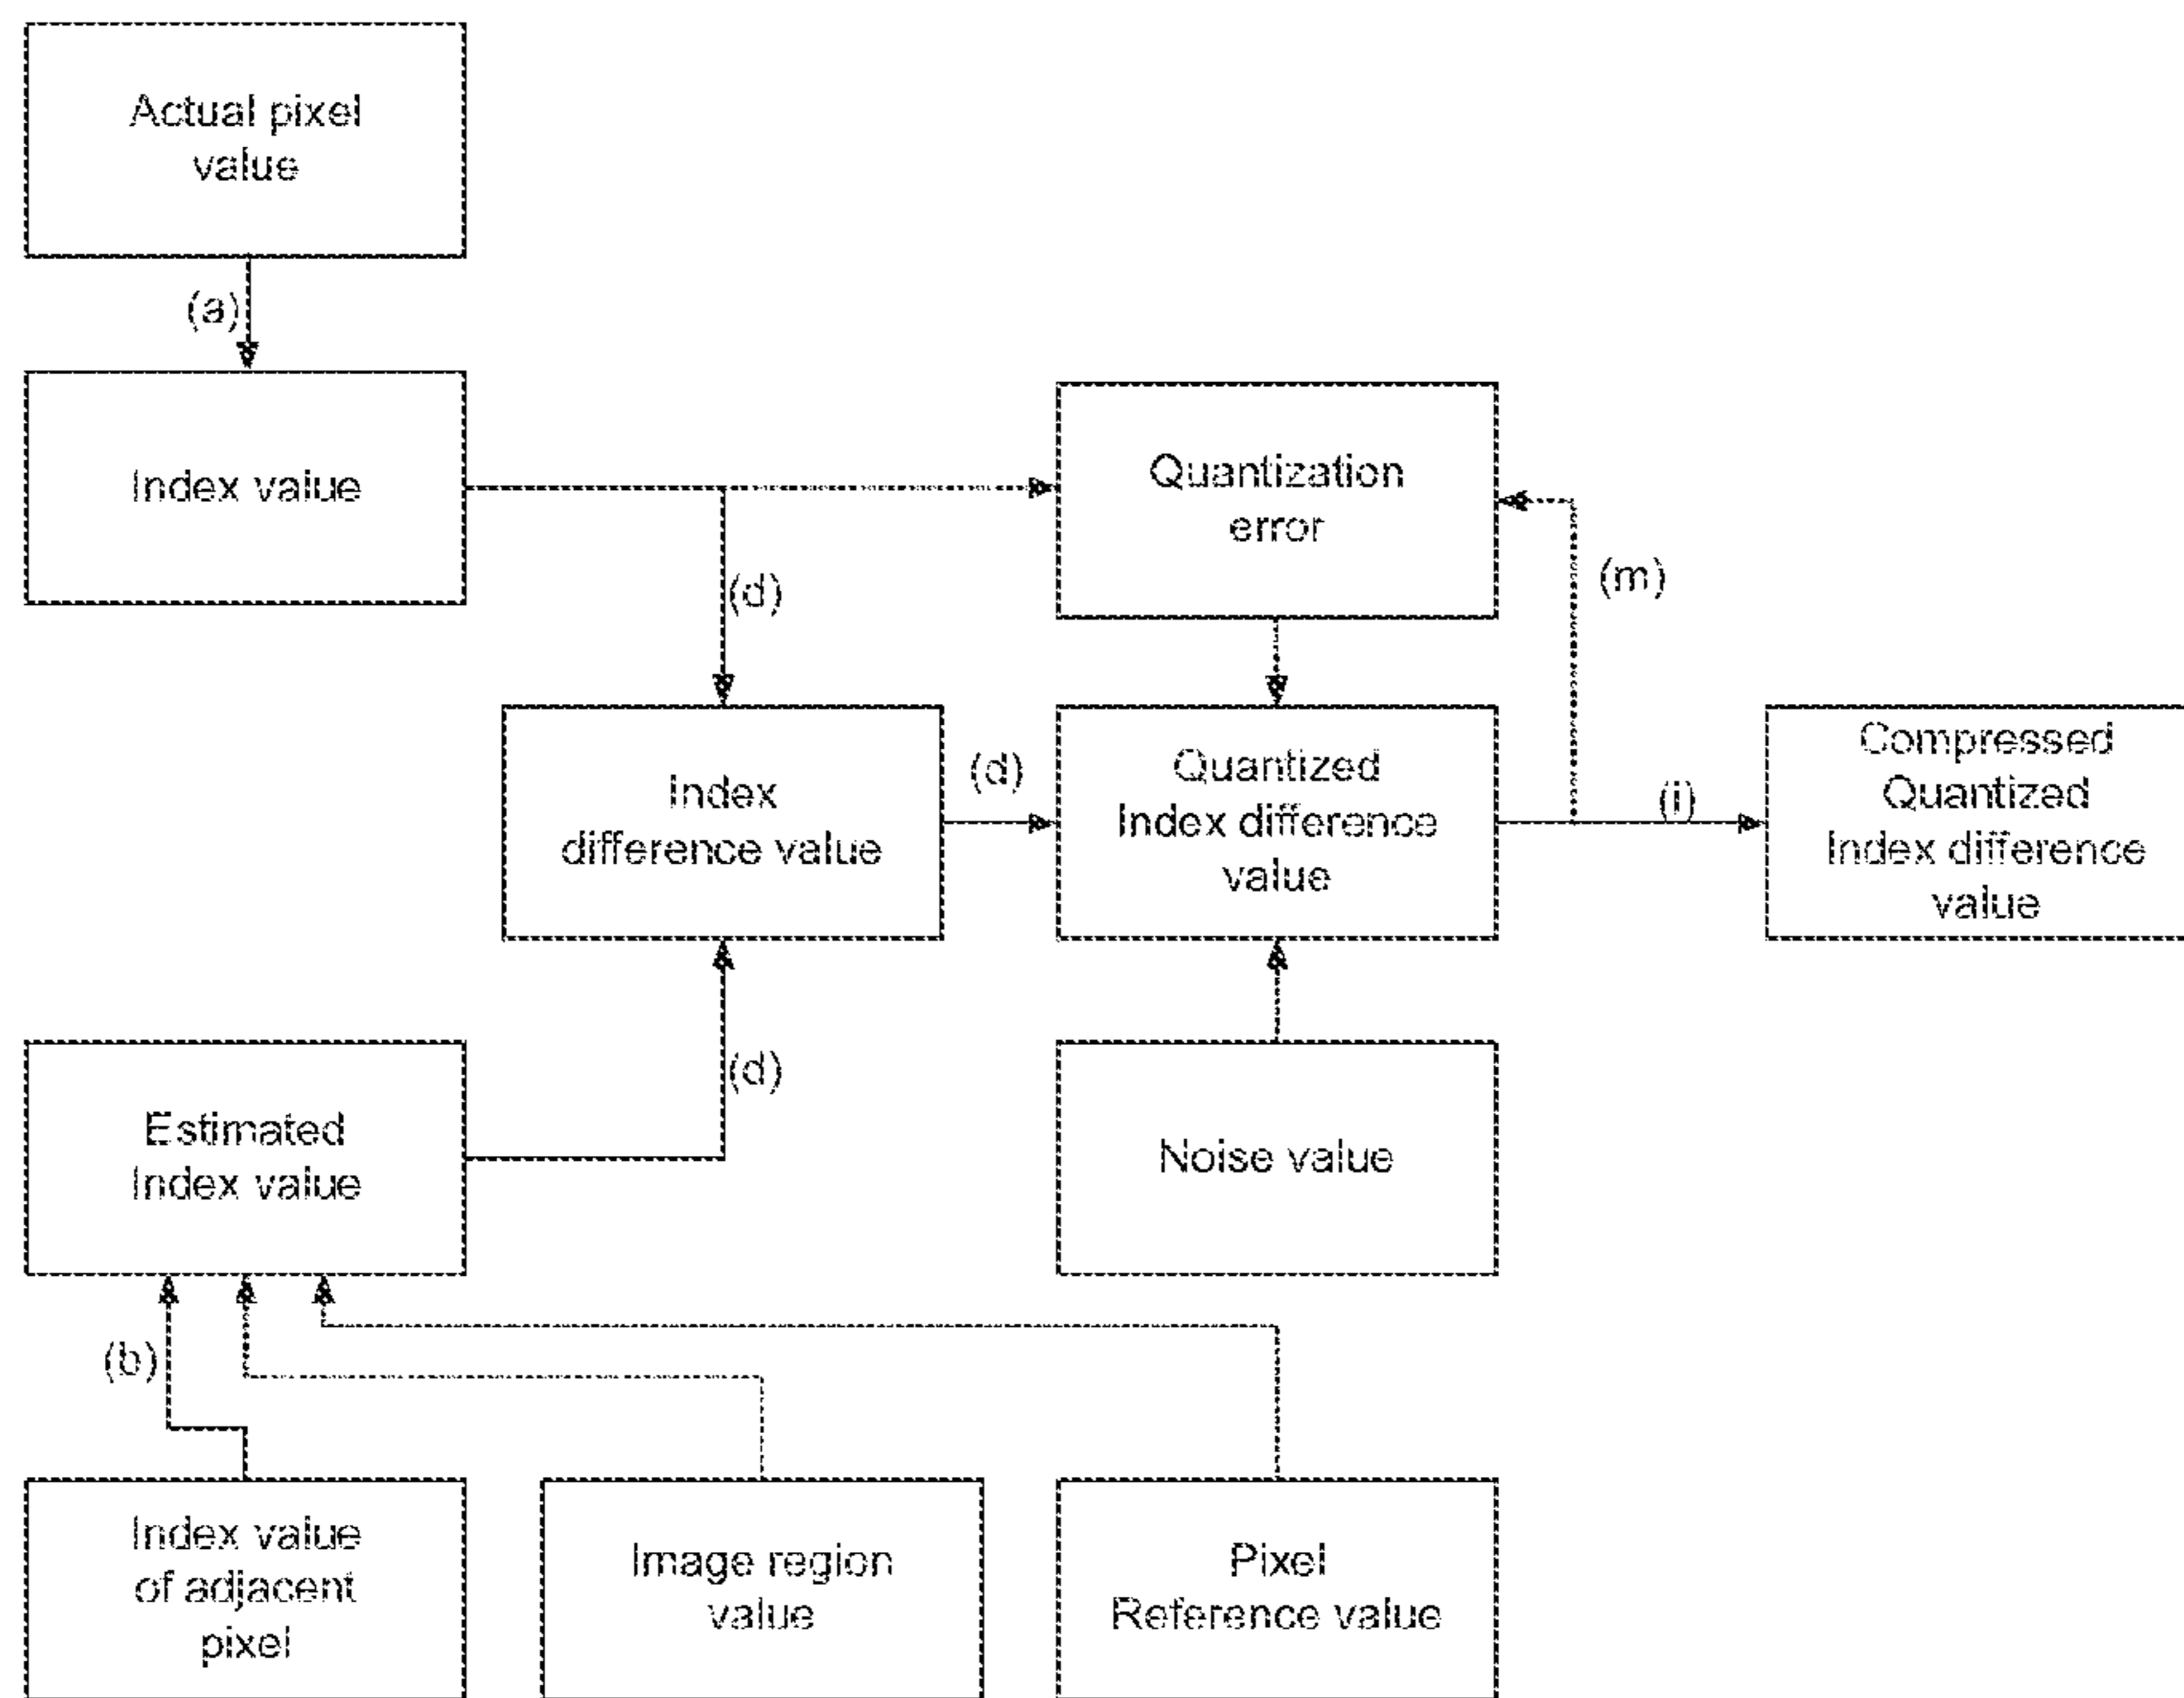 Actual pixel
value
(a)
Index value
Quantization
error
(m)
(d)
Index
difference value
(d)
Quantized
Index difference
value
(i)
Compressed
Quantized
Index difference
value
(d)
Estimated
Index value
Noise value
(b)
Index value
of adjacent
pixel
Image region
value
Pixel
Reference value